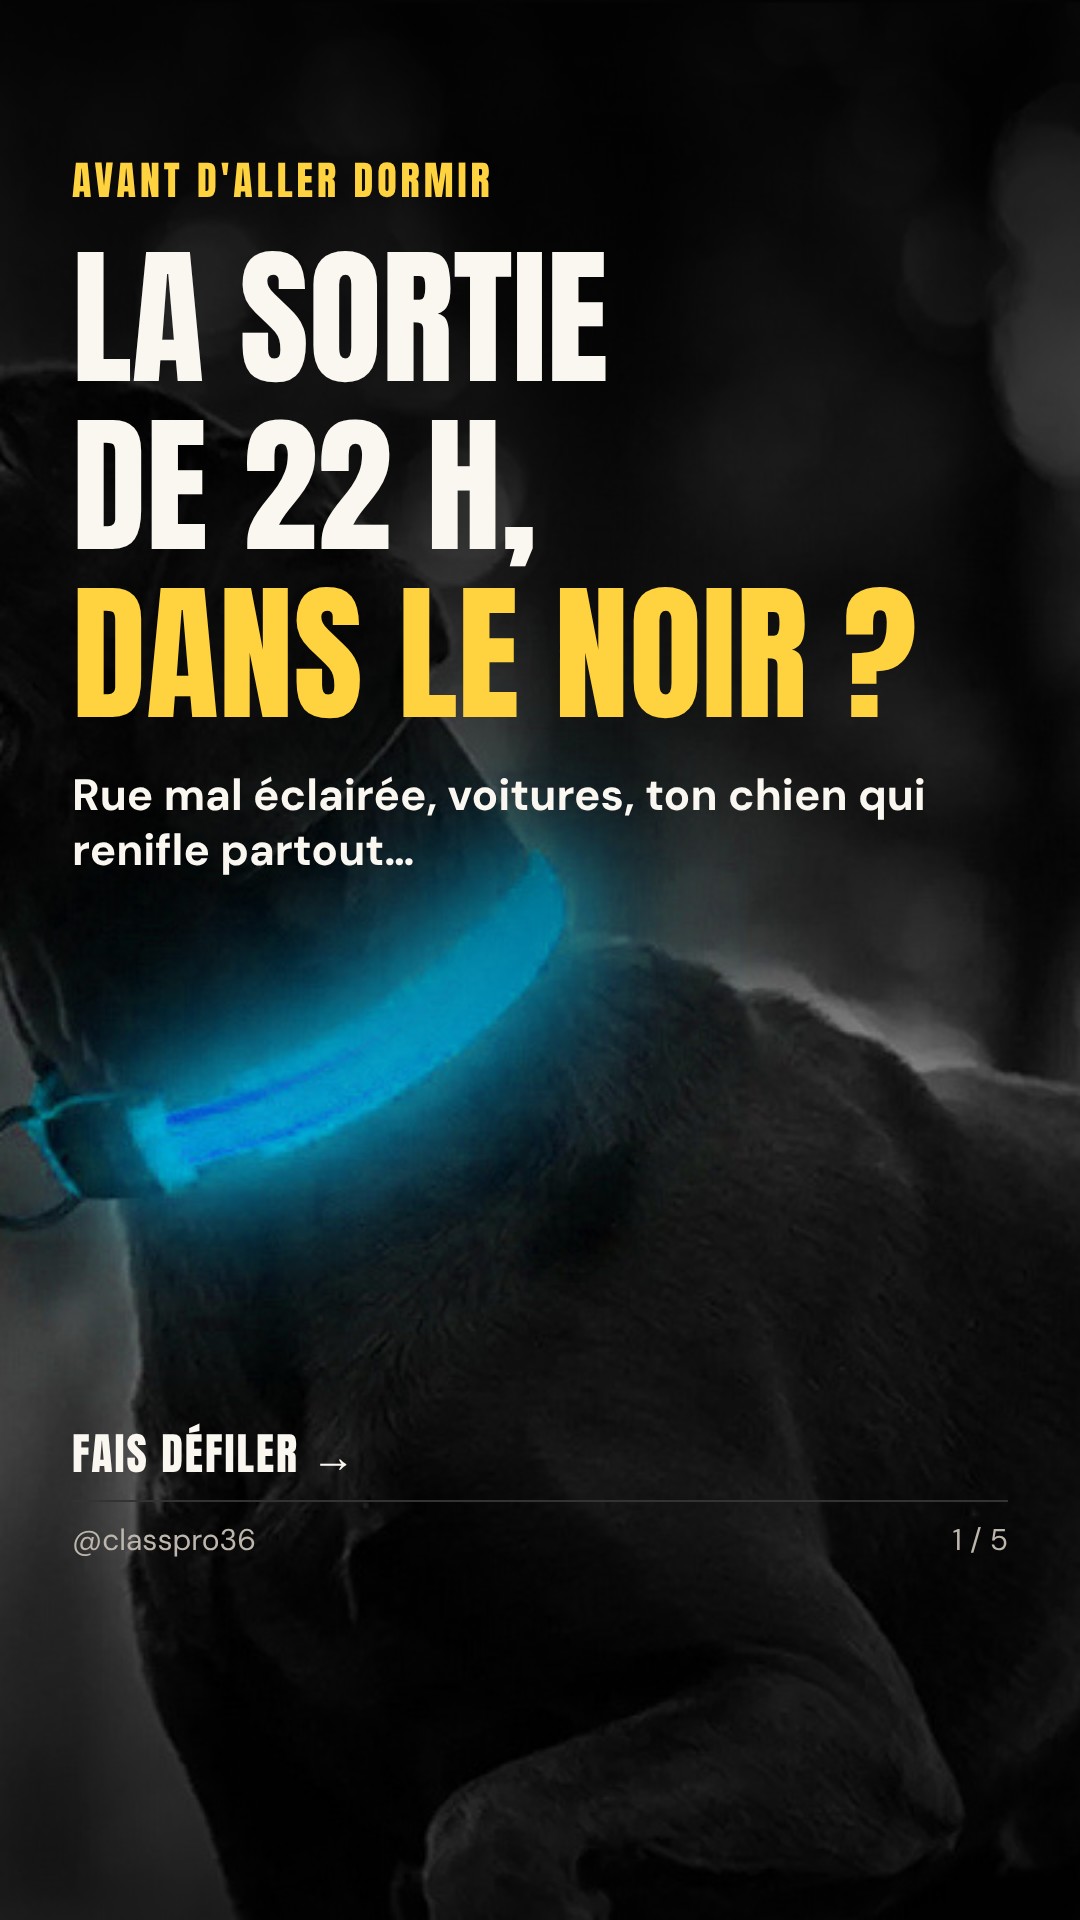 AVANT D'ALLER DORMIR
LA SORTIE
DE 22 H,
DANS LE NOIR ?
Rue mal éclairée, voitures, ton chien qui
renifle partout...
FAIS DÉFILER →
@classpro36
1 / 5